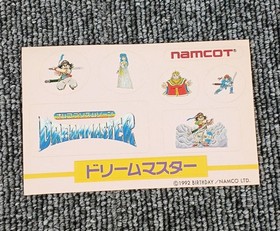 namcot
DREAM MASTER
ドリームマスター
©1992 BIRTHDAY /NAMCO LTD.